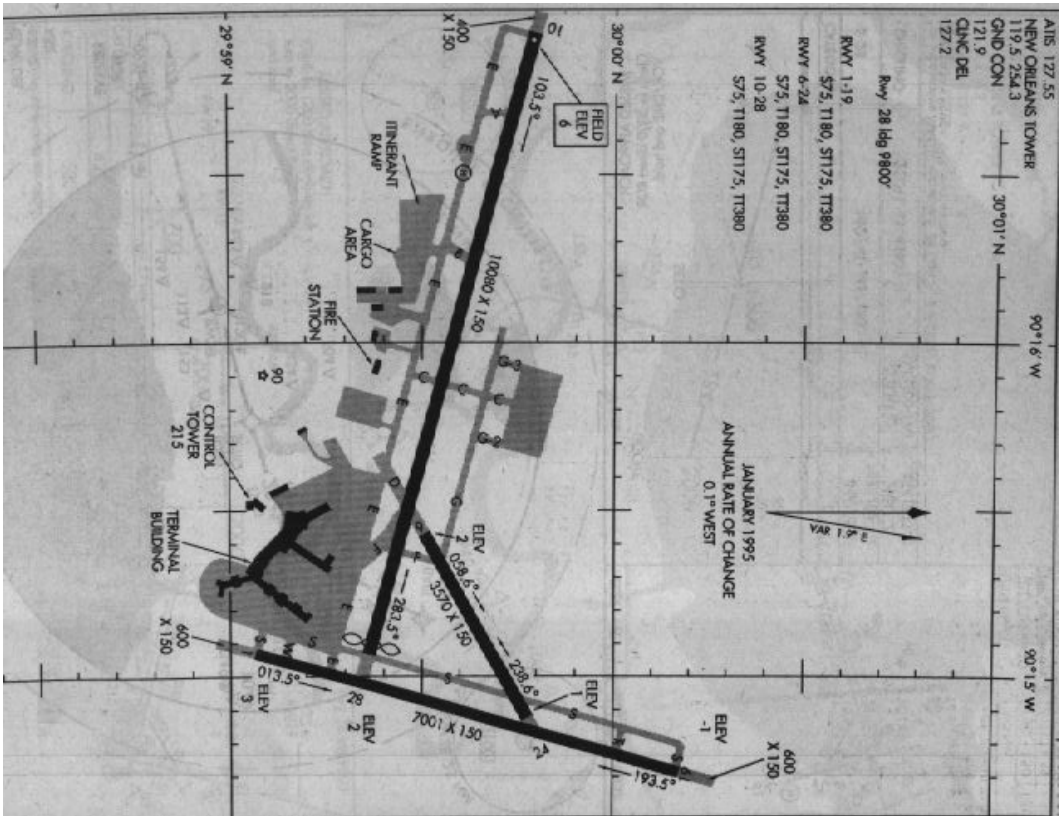 ATIS 127.55
NEW ORLEANS TOWER
119.5 254.3
GND CON
121.9
CLNC DEL
127.2
Rwy 28 ldg 9800'
RWY 1-19
S75, T180, ST175, TT380
RWY 6-24
S75, T180, ST175, TT380
RWY 10-28
S75, T180, ST175, TT380
30°01' N
30°00' N
29°59' N
90°16' W
90°15' W
JANUARY 1995
ANNUAL RATE OF CHANGE
0.1° WEST
FIELD
ELEV
6
400
X 150
10
103.5°
10080 X 150
283.5°
28
ITINERANT
RAMP
CARGO
AREA
FIRE
STATION
90
CONTROL
TOWER
215
TERMINAL
BUILDING
ELEV
2
058.6°
3570 X 150
238.6°
ELEV
24
600
X 150
013.5°
7001 X 150
193.5°
ELEV
3
ELEV
2
ELEV
-1
600
X 150
E
E
B
E
C
C
C
E
G
G
D
E
F
E
S
W
S
S
S